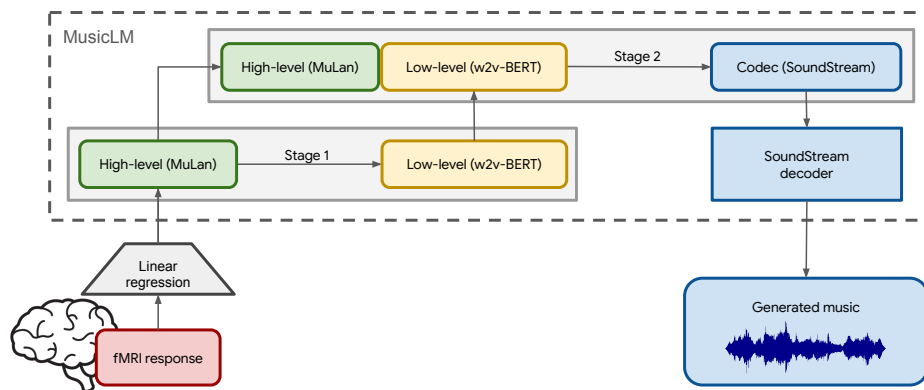 MusicLM
High-level (MuLan)
Low-level (w2v-BERT)
Stage 2
Codec (SoundStream)
High-level (MuLan)
Stage 1
Low-level (w2v-BERT)
SoundStream
decoder
Linear
regression
fMRI response
Generated music